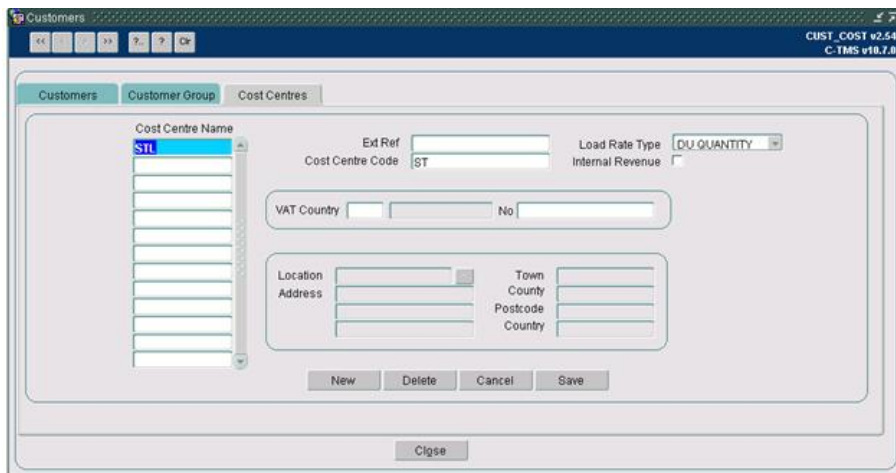 Customers
<< >> ?.. ? Clr
CUST_COST v2.54
C-TMS v10.7.0
Customers Customer Group Cost Centres
Cost Centre Name
STL
Ext Ref
Load Rate Type DU QUANTITY
Cost Centre Code ST
Internal Revenue
VAT Country No
Location Town
Address County
Postcode
Country
New Delete Cancel Save
Close